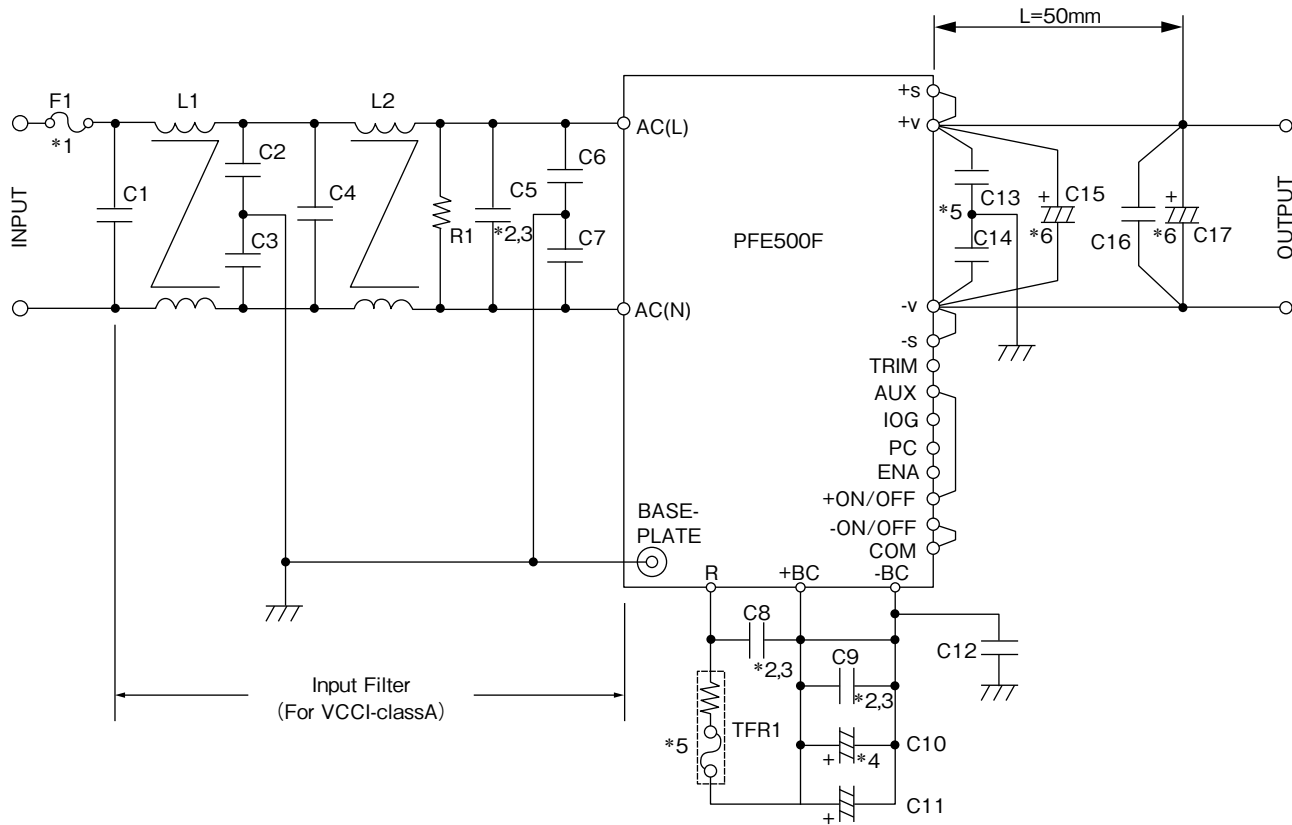 L=50mm
F1
*1
L1
L2
C1
C2
C3
C4
R1
C5
*2,3
C6
C7
INPUT
AC(L)
AC(N)
PFE500F
BASE-
PLATE
+s
+v
-v
-s
TRIM
AUX
IOG
PC
ENA
+ON/OFF
-ON/OFF
COM
C13
*5
C14
C15
+
*6
C16
+
*6
C17
OUTPUT
R
+BC
-BC
C8
*2,3
C9
*2,3
C12
TFR1
*5
+
*4
C10
+
C11
Input Filter
(For VCCI-classA)